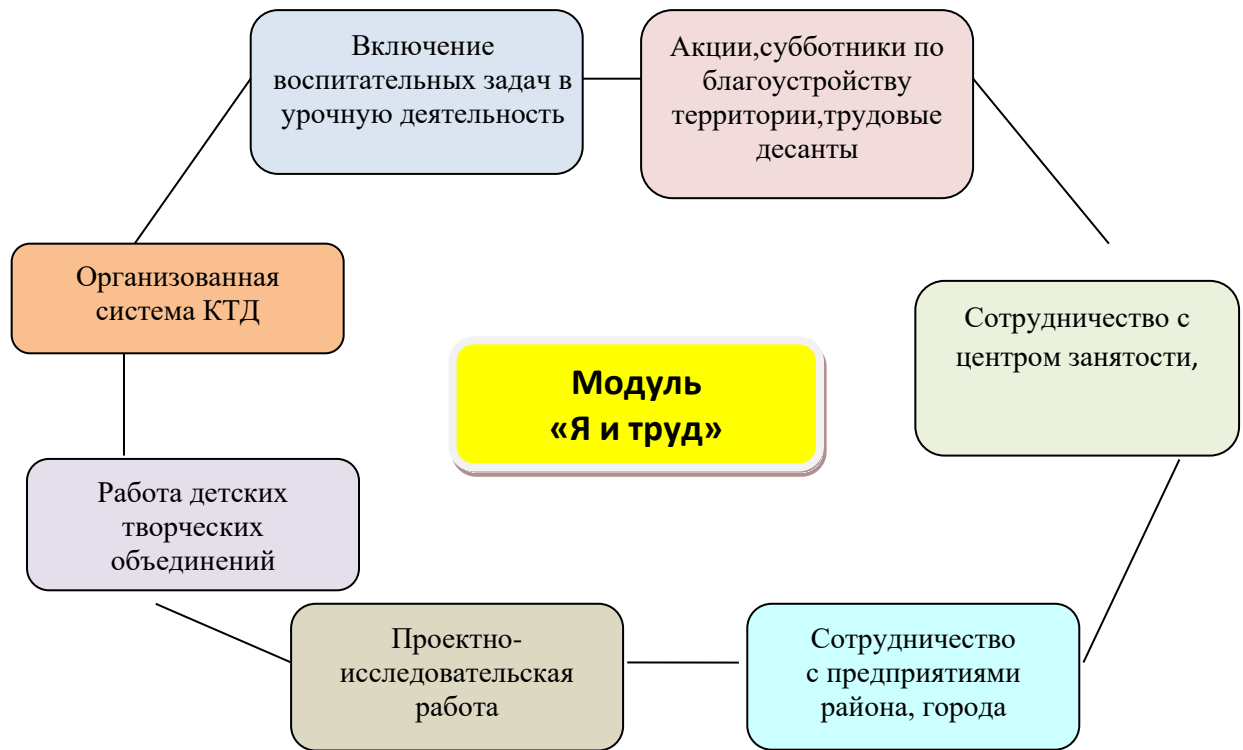 Включение
воспитательных задач в
урочную деятельность
Акции,субботники по
благоустройству
территории,трудовые
десанты
Организованная
система КТД
Сотрудничество с
центром занятости,
Модуль
«Я и труд»
Работа детских
творческих
объединений
Проектно-
исследовательская
работа
Сотрудничество
с предприятиями
района, города